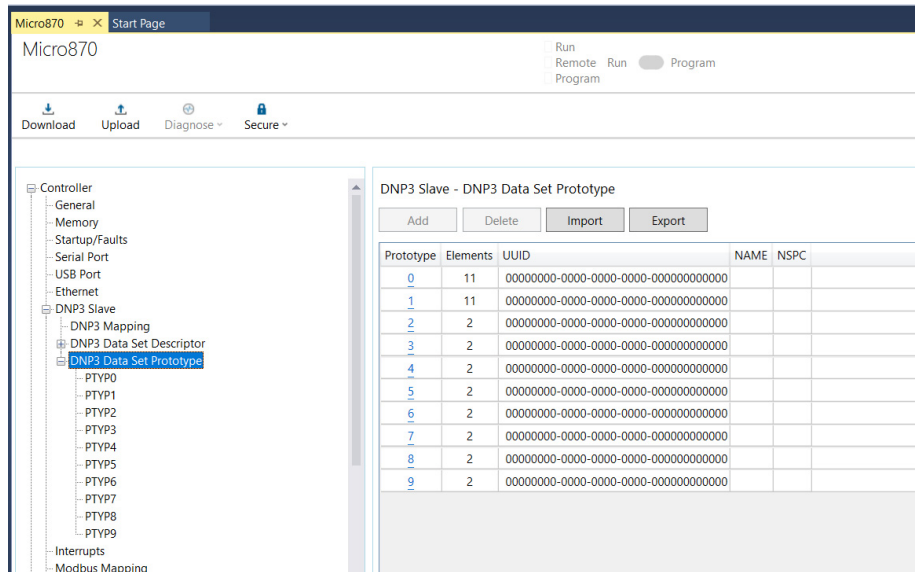 Micro870 Start Page
Micro870
Run
Remote Run Program
Program
Download Upload Diagnose Secure
Controller
General
Memory
Startup/Faults
Serial Port
USB Port
Ethernet
DNP3 Slave
DNP3 Mapping
DNP3 Data Set Descriptor
DNP3 Data Set Prototype
PTYP0
PTYP1
PTYP2
PTYP3
PTYP4
PTYP5
PTYP6
PTYP7
PTYP8
PTYP9
Interrupts
Modbus Mapping
DNP3 Slave - DNP3 Data Set Prototype
Add Delete Import Export
Prototype Elements UUID NAME NSPC
0 11 00000000-0000-0000-0000-000000000000
1 11 00000000-0000-0000-0000-000000000000
2 2 00000000-0000-0000-0000-000000000000
3 2 00000000-0000-0000-0000-000000000000
4 2 00000000-0000-0000-0000-000000000000
5 2 00000000-0000-0000-0000-000000000000
6 2 00000000-0000-0000-0000-000000000000
7 2 00000000-0000-0000-0000-000000000000
8 2 00000000-0000-0000-0000-000000000000
9 2 00000000-0000-0000-0000-000000000000